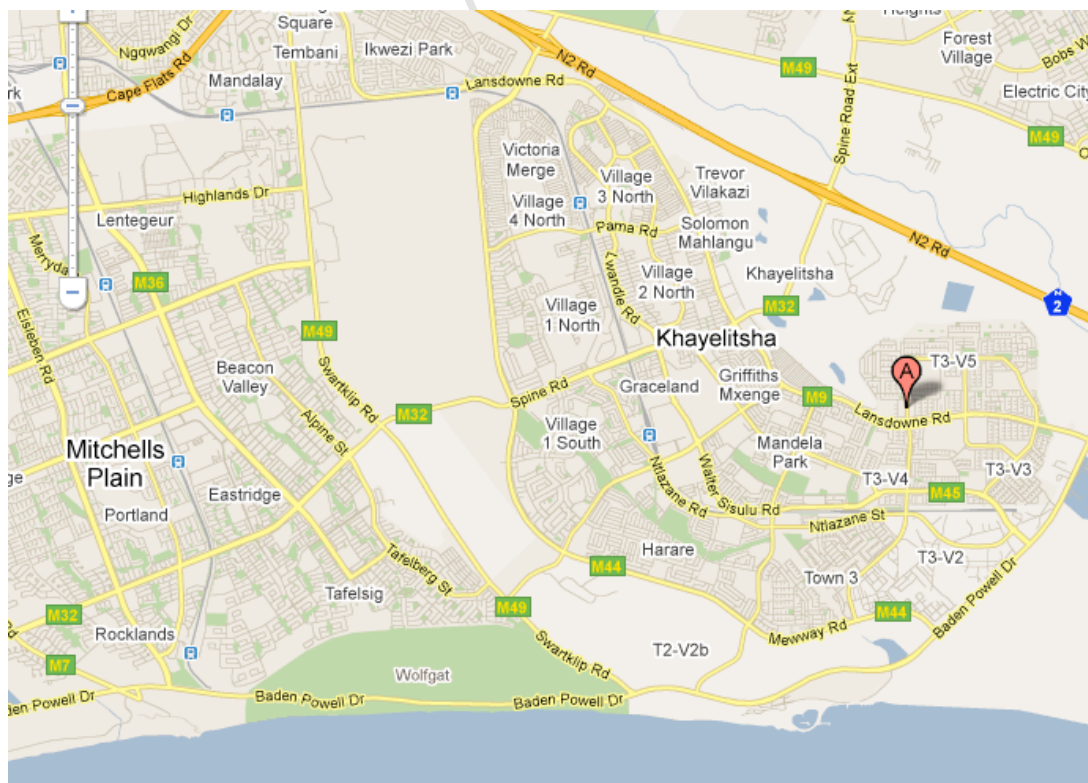 Ngqwangi Dr
Square
Tembani
Ikwezi Park
N2 Rd
Heights
Forest
Village
Bobs W
Cape Flats Rd
Mandalay
Lansdowne Rd
M49
Electric City
Spine Road Ext
M49
Victoria
Merge
Village
3 North
Trevor
Vilakazi
Highlands Dr
Lentegeur
Village
4 North
Pama Rd
Solomon
Mahlangu
N2 Rd
Khayelitsha
M36
Zwandle Rd
Village
2 North
M32
N
2
Eisleben Rd
M49
Village
1 North
Khayelitsha
Beacon
Valley
Swartklip Rd
T3-V5
A
Spine Rd
Graceland
Griffiths
Mxenge
M9
Lansdowne Rd
M32
Alpine St
Village
1 South
Mitchells
Plain
Mandela
Park
T3-V3
Ntlazane Rd
Walter Sisulu Rd
T3-V4
M45
Eastridge
Portland
Ntlazane St
Harare
T3-V2
Tafelberg St
M44
Town 3
Tafelsig
M49
M32
M44
Baden Powell Dr
Rocklands
Mewway Rd
Swartklip Rd
T2-V2b
M7
Wolfgat
den Powell Dr
Baden Powell Dr
Baden Powell Dr